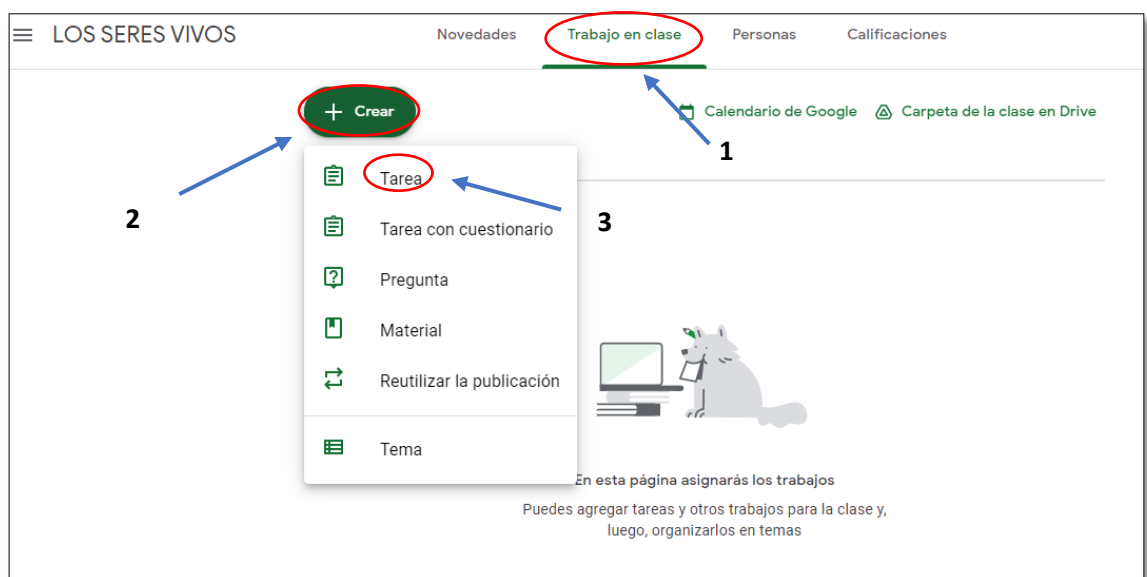 LOS SERES VIVOS
Novedades
Trabajo en clase
Personas
Calificaciones
+ Crear
Calendario de Google
Carpeta de la clase en Drive
1
Tarea
2
3
Tarea con cuestionario
Pregunta
Material
Reutilizar la publicación
Tema
En esta página asignarás los trabajos
Puedes agregar tareas y otros trabajos para la clase y,
luego, organizarlos en temas